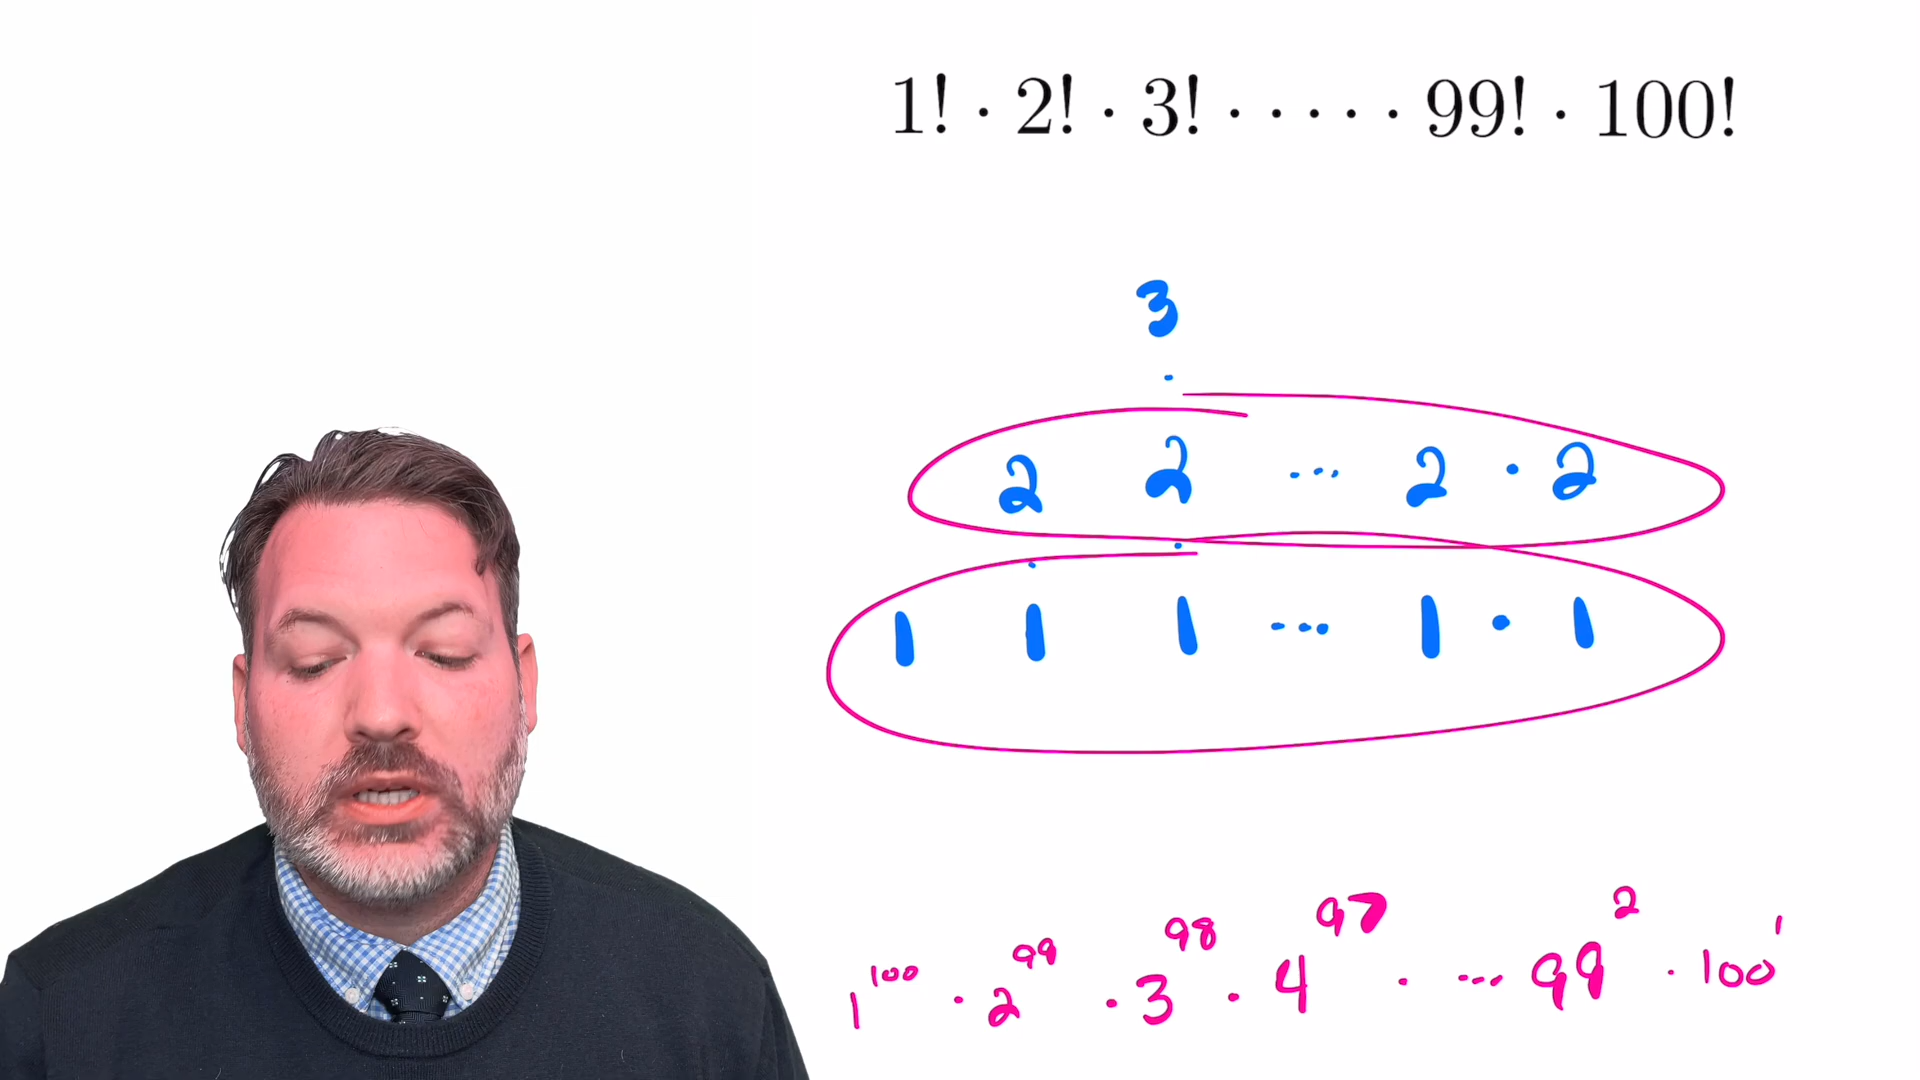 1! · 2! · 3! · · · · · 99! · 100!
3
·
2 2 ... 2 · 2
· ·
1 1 1 ... 1 · 1
1^100 · 2^99 · 3^98 · 4^97 · ... 99^2 · 100^1